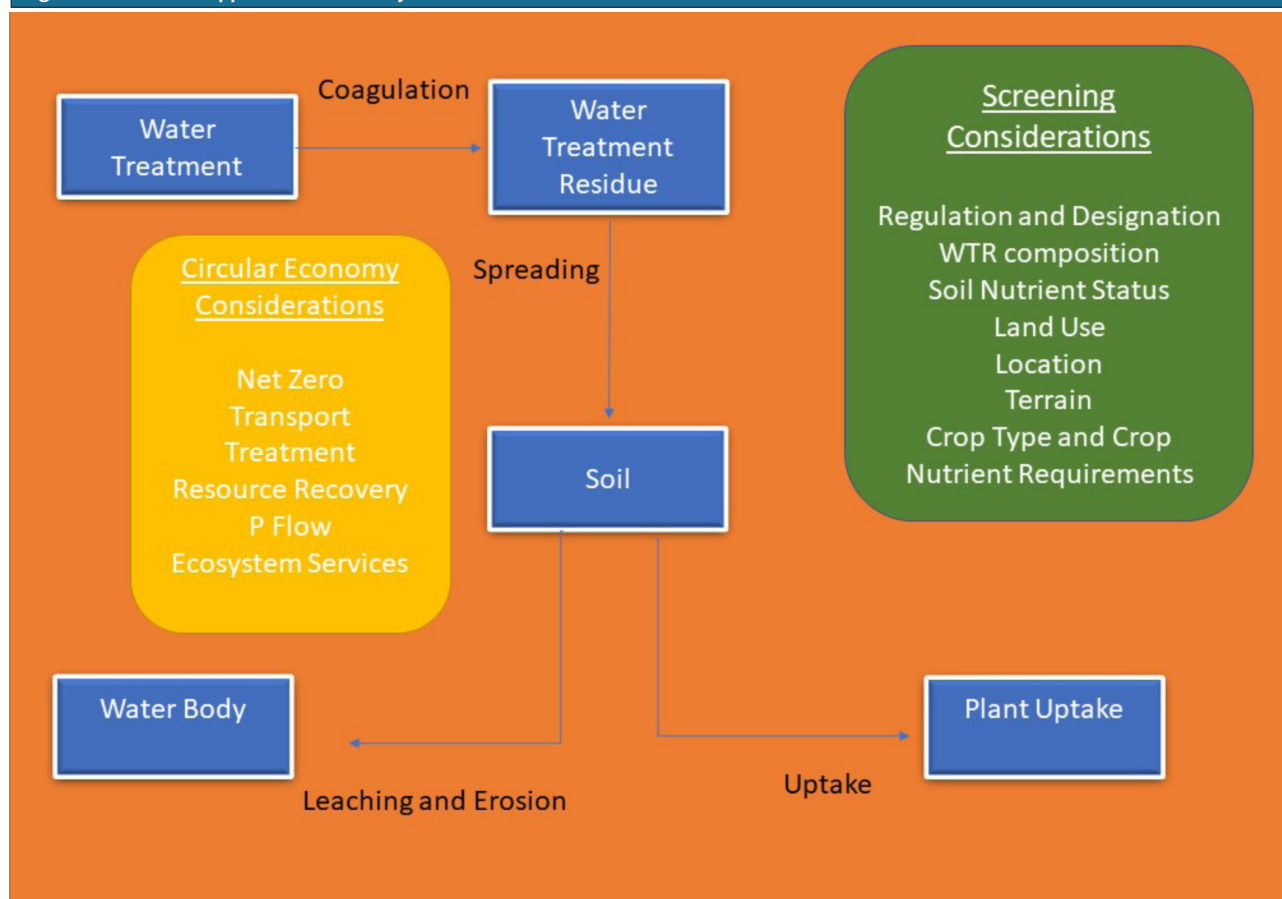 Coagulation
Water
Treatment
Water
Treatment
Residue
Screening
Considerations
Regulation and Designation
WTR composition
Soil Nutrient Status
Land Use
Location
Terrain
Crop Type and Crop
Nutrient Requirements
Circular Economy
Considerations
Net Zero
Transport
Treatment
Resource Recovery
P Flow
Ecosystem Services
Spreading
Soil
Water Body
Plant Uptake
Leaching and Erosion
Uptake